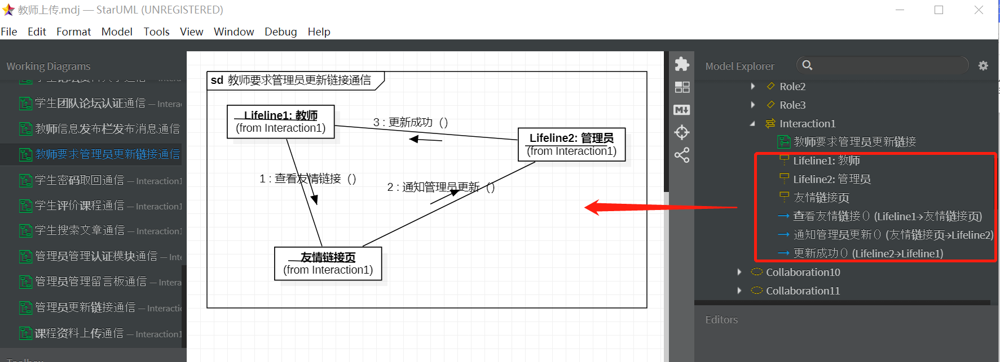 教师上传.mdj — StarUML (UNREGISTERED)
File Edit Format Model Tools View Window Debug Help
Working Diagrams
学生团队论坛认证通信 — Intera
教师信息发布栏发布消息通信
教师要求管理员更新链接通信
学生密码取回通信 — Interaction1
学生评价课程通信 — Interaction1
学生搜索文章通信 — Interaction1
管理员管理认证模块通信 — Inte
管理员管理留言板通信 — Intera
管理员更新链接通信 — Interactic
课程资料上传通信 — Interaction1
Toolbox
sd 教师要求管理员更新链接通信
Lifeline1: 教师
(from Interaction1)
3 : 更新成功（）
Lifeline2: 管理员
(from Interaction1)
1 : 查看友情链接（）
2 : 通知管理员更新（）
友情链接页
(from Interaction1)
Model Explorer
Role2
Role3
Interaction1
教师要求管理员更新链接
Lifeline1: 教师
Lifeline2: 管理员
友情链接页
查看友情链接（） (Lifeline1→友情链接页)
通知管理员更新（） (友情链接页→Lifeline2)
更新成功（） (Lifeline2→Lifeline1)
Collaboration10
Collaboration11
Editors